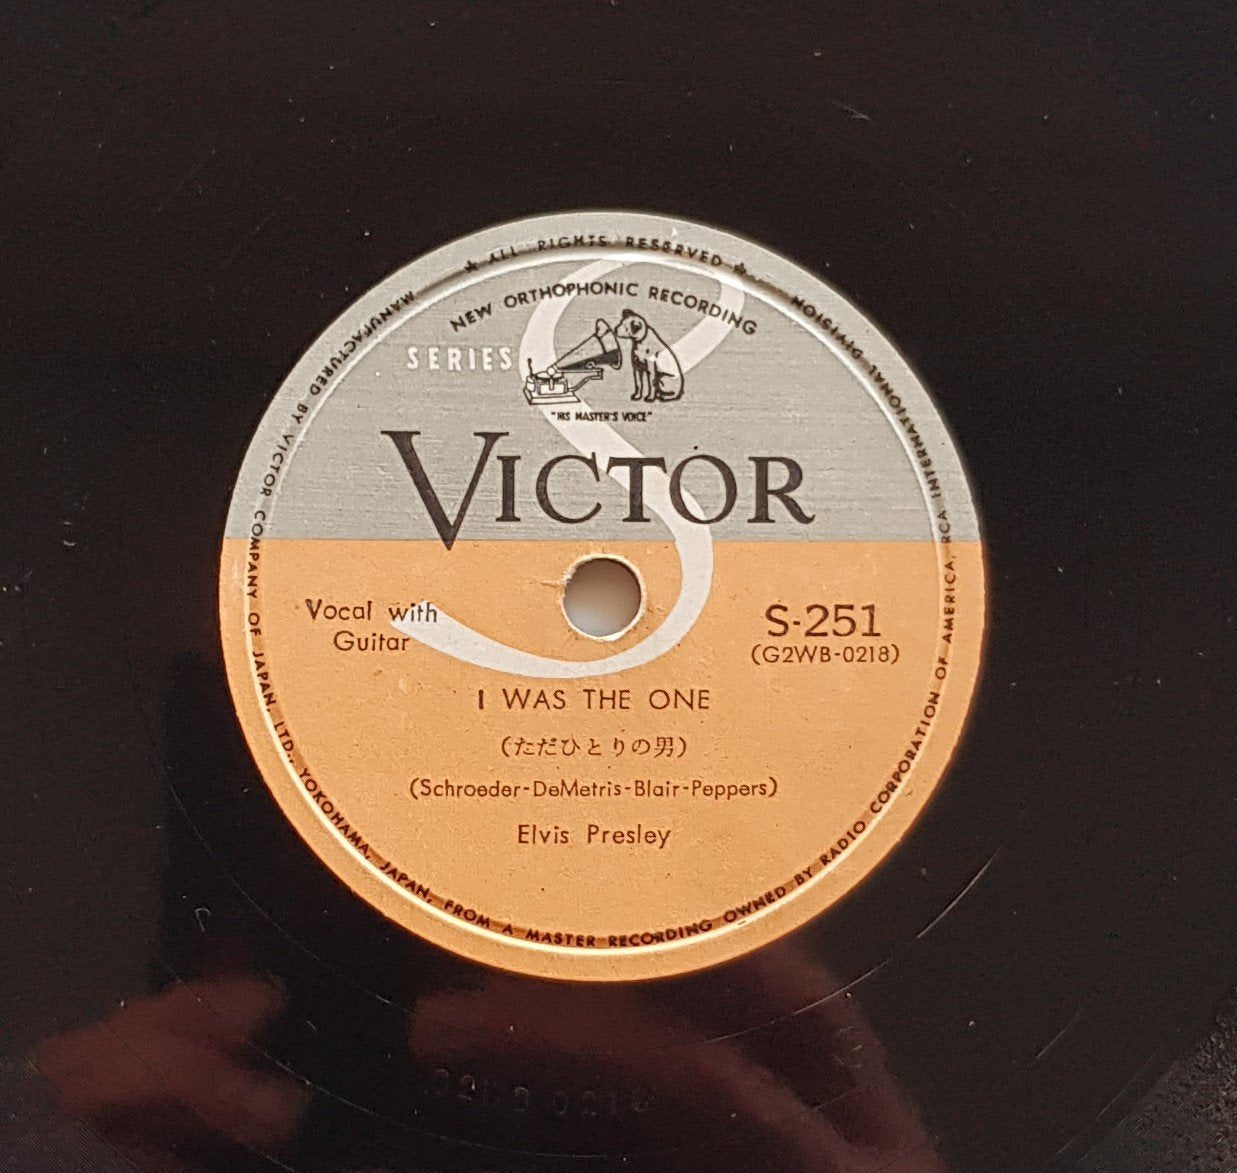 ★ ALL RIGHTS RESERVED ★
MANUFACTURED BY VICTOR COMPANY OF JAPAN, LTD., YOKOHAMA, JAPAN, FROM A MASTER RECORDING OWNED BY RADIO CORPORATION OF AMERICA, RCA INTERNATIONAL DIVISION
NEW ORTHOPHONIC RECORDING
SERIES
S
"HIS MASTER'S VOICE"
VICTOR
Vocal with
Guitar
S-251
(G2WB-0218)
I WAS THE ONE
(ただひとりの男)
(Schroeder-DeMetris-Blair-Peppers)
Elvis Presley